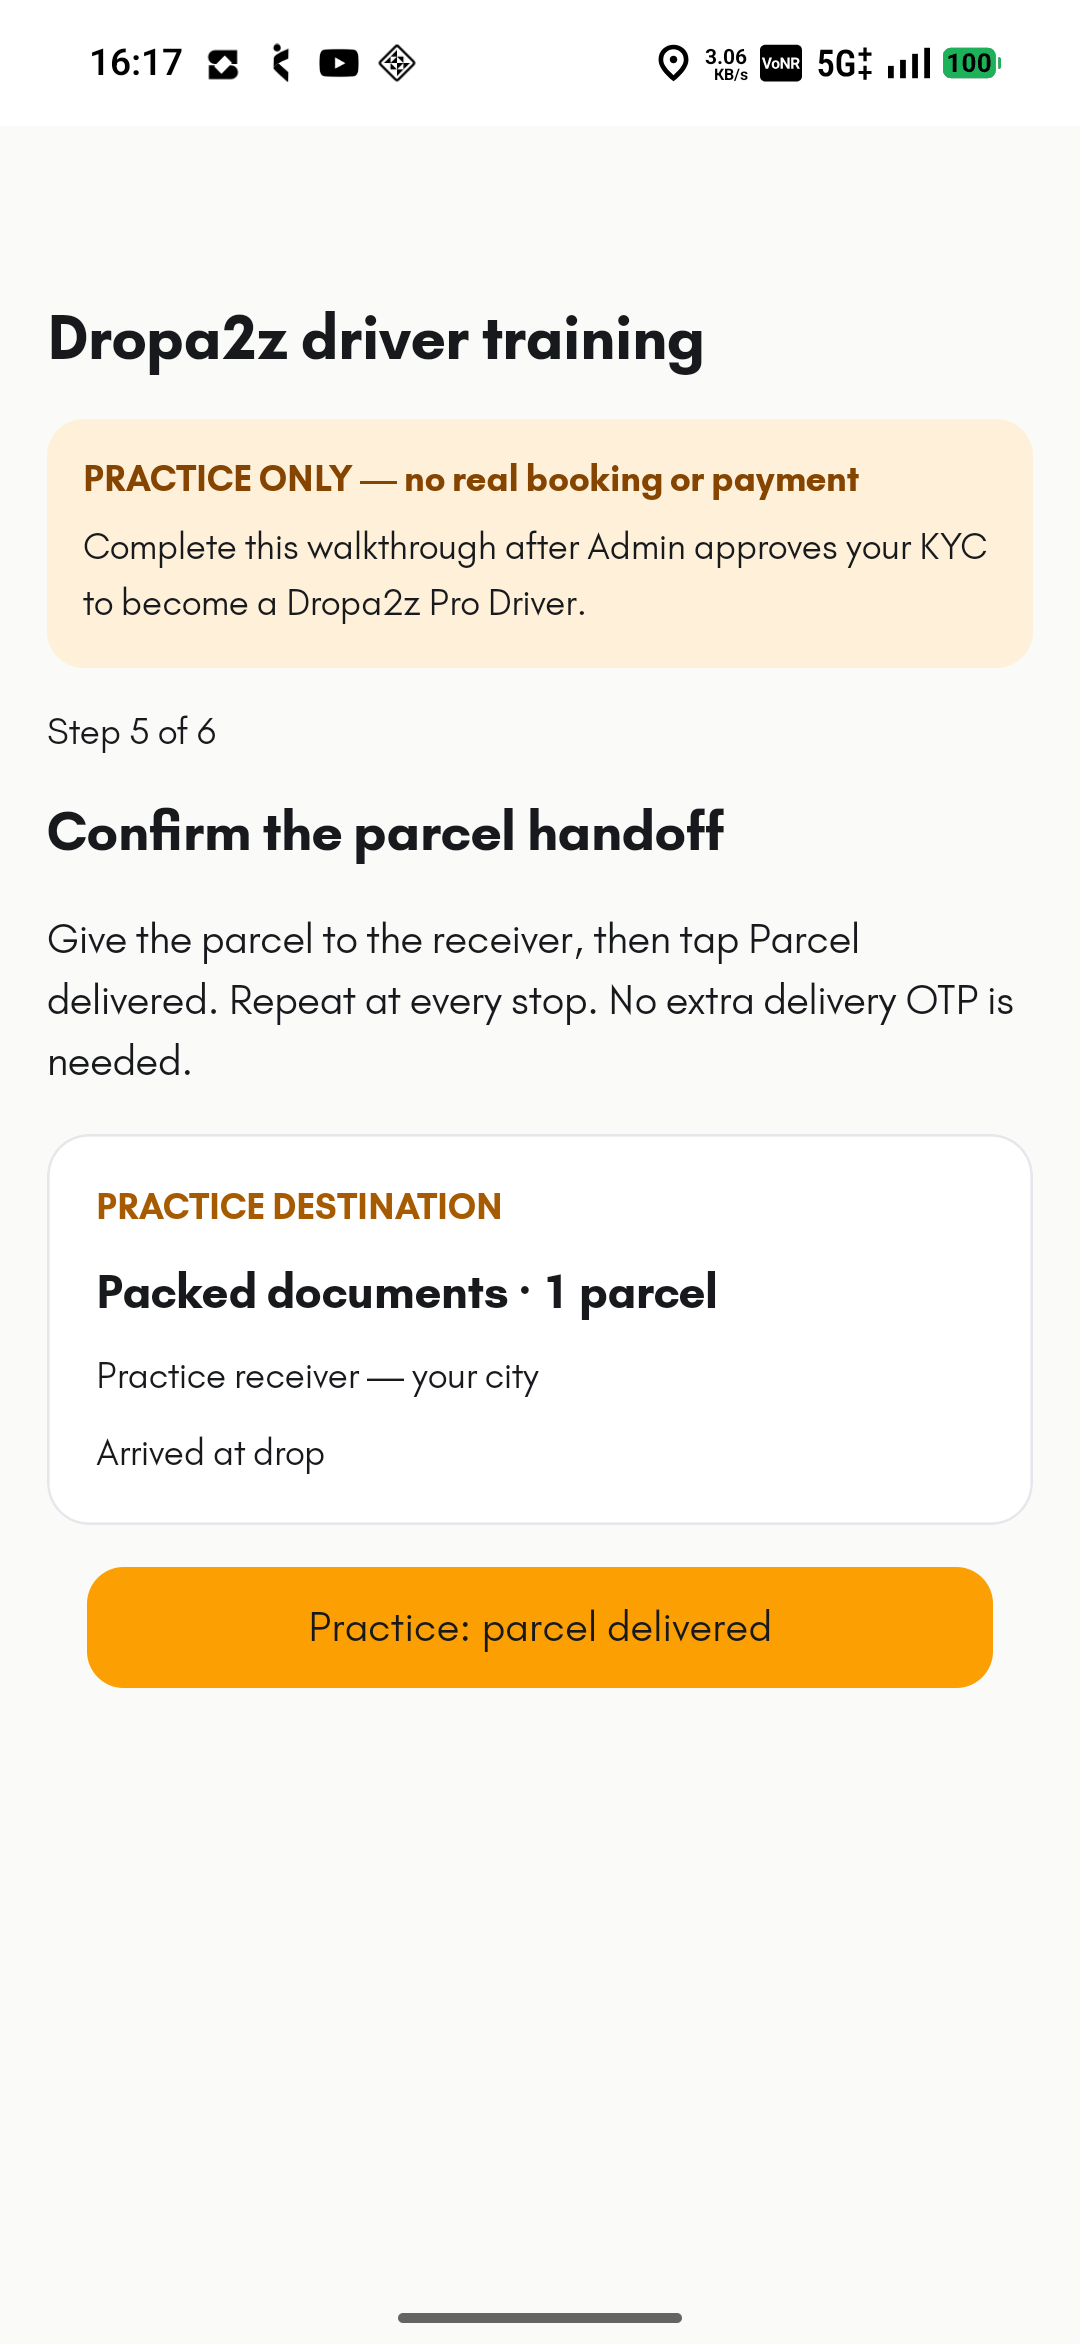 16:17
3.06
KB/s
VoNR
5G
100
Dropa2z driver training
PRACTICE ONLY — no real booking or payment
Complete this walkthrough after Admin approves your KYC
to become a Dropa2z Pro Driver.
Step 5 of 6
Confirm the parcel handoff
Give the parcel to the receiver, then tap Parcel
delivered. Repeat at every stop. No extra delivery OTP is
needed.
PRACTICE DESTINATION
Packed documents · 1 parcel
Practice receiver — your city
Arrived at drop
Practice: parcel delivered